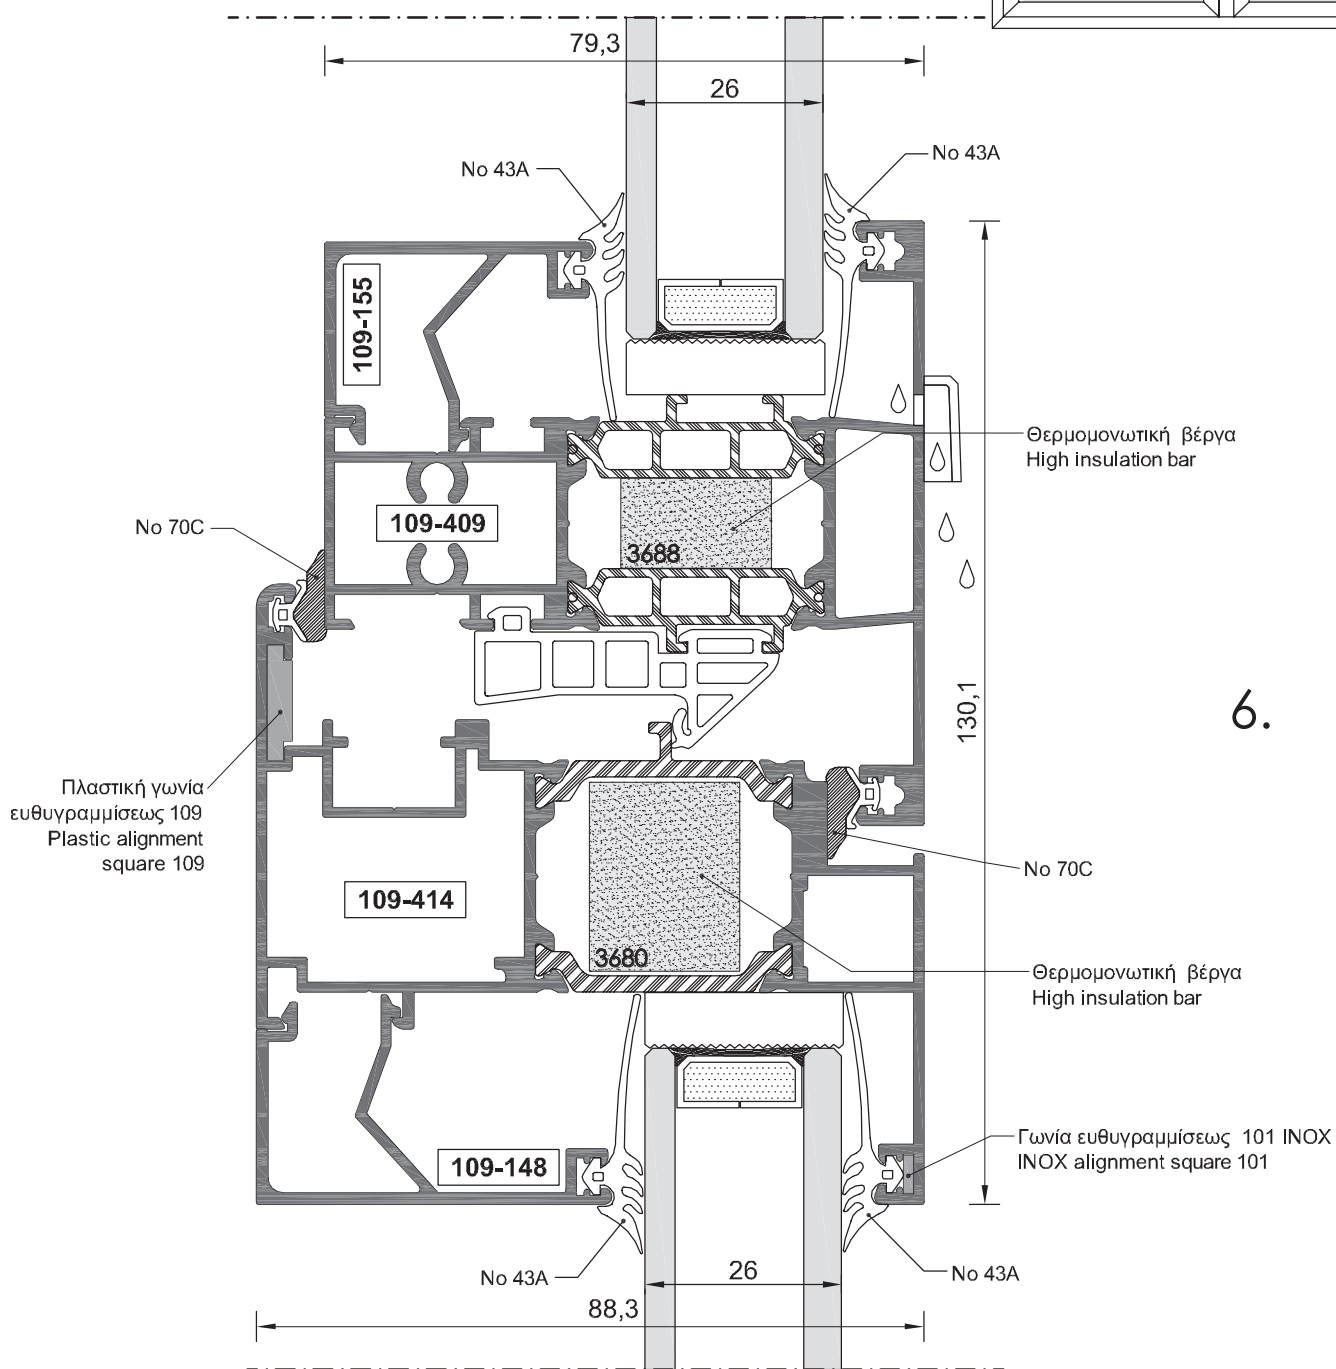 79,3
26
No 43A
No 43A
109-155
Θερμομονωτική βέργα
High insulation bar
109-409
No 70C
3688
130,1
6.
Πλαστική γωνία
ευθυγραμμίσεως 109
Plastic alignment
square 109
No 70C
109-414
3680
Θερμομονωτική βέργα
High insulation bar
Γωνία ευθυγραμμίσεως 101 INOX
INOX alignment square 101
109-148
No 43A
26
No 43A
88,3